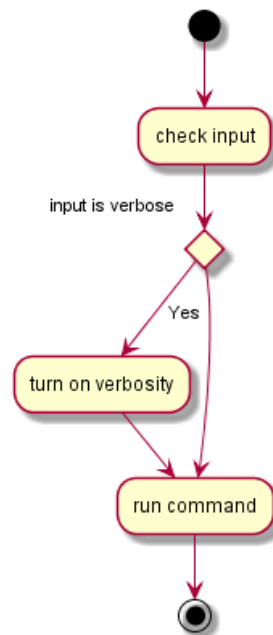 check input
input is verbose
Yes
turn on verbosity
run command